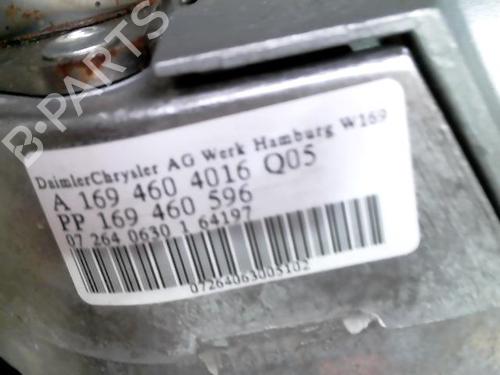 DaimlerChrysler AG Werk Hamburg W169
A 169 460 4016 Q05
PP 169 460 596
07 264 0630 1 64197
07264063005102
B-PARTS